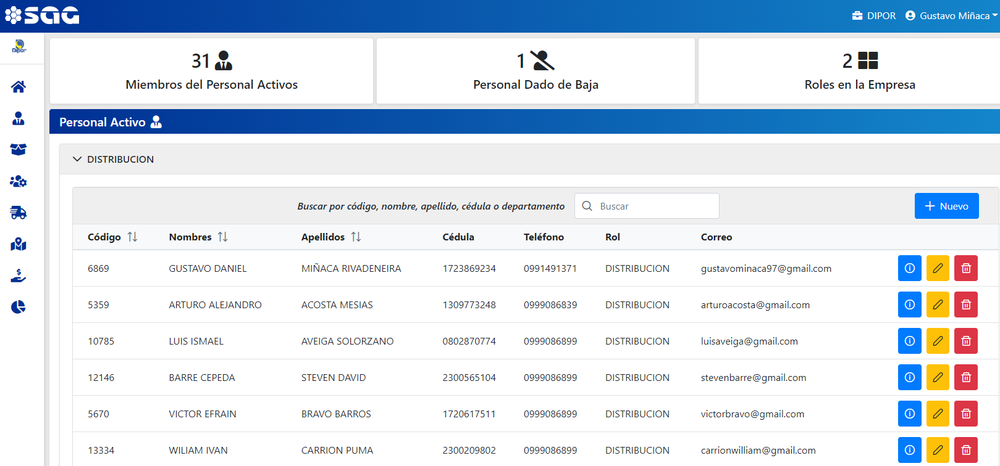 SAG DIPOR Gustavo Miñaca
Dipor
31 1 2
Miembros del Personal Activos Personal Dado de Baja Roles en la Empresa
Personal Activo
DISTRIBUCION
Buscar por código, nombre, apellido, cédula o departamento Buscar + Nuevo
Código Nombres Apellidos Cédula Teléfono Rol Correo
6869 GUSTAVO DANIEL MIÑACA RIVADENEIRA 1723869234 0991491371 DISTRIBUCION gustavominaca97@gmail.com
5359 ARTURO ALEJANDRO ACOSTA MESIAS 1309773248 0999086839 DISTRIBUCION arturoacosta@gmail.com
10785 LUIS ISMAEL AVEIGA SOLORZANO 0802870774 0999086899 DISTRIBUCION luisaveiga@gmail.com
12146 BARRE CEPEDA STEVEN DAVID 2300565104 0999086899 DISTRIBUCION stevenbarre@gmail.com
5670 VICTOR EFRAIN BRAVO BARROS 1720617511 0999086899 DISTRIBUCION victorbravo@gmail.com
13334 WILIAM IVAN CARRION PUMA 2300209802 0999086899 DISTRIBUCION carrionwilliam@gmail.com